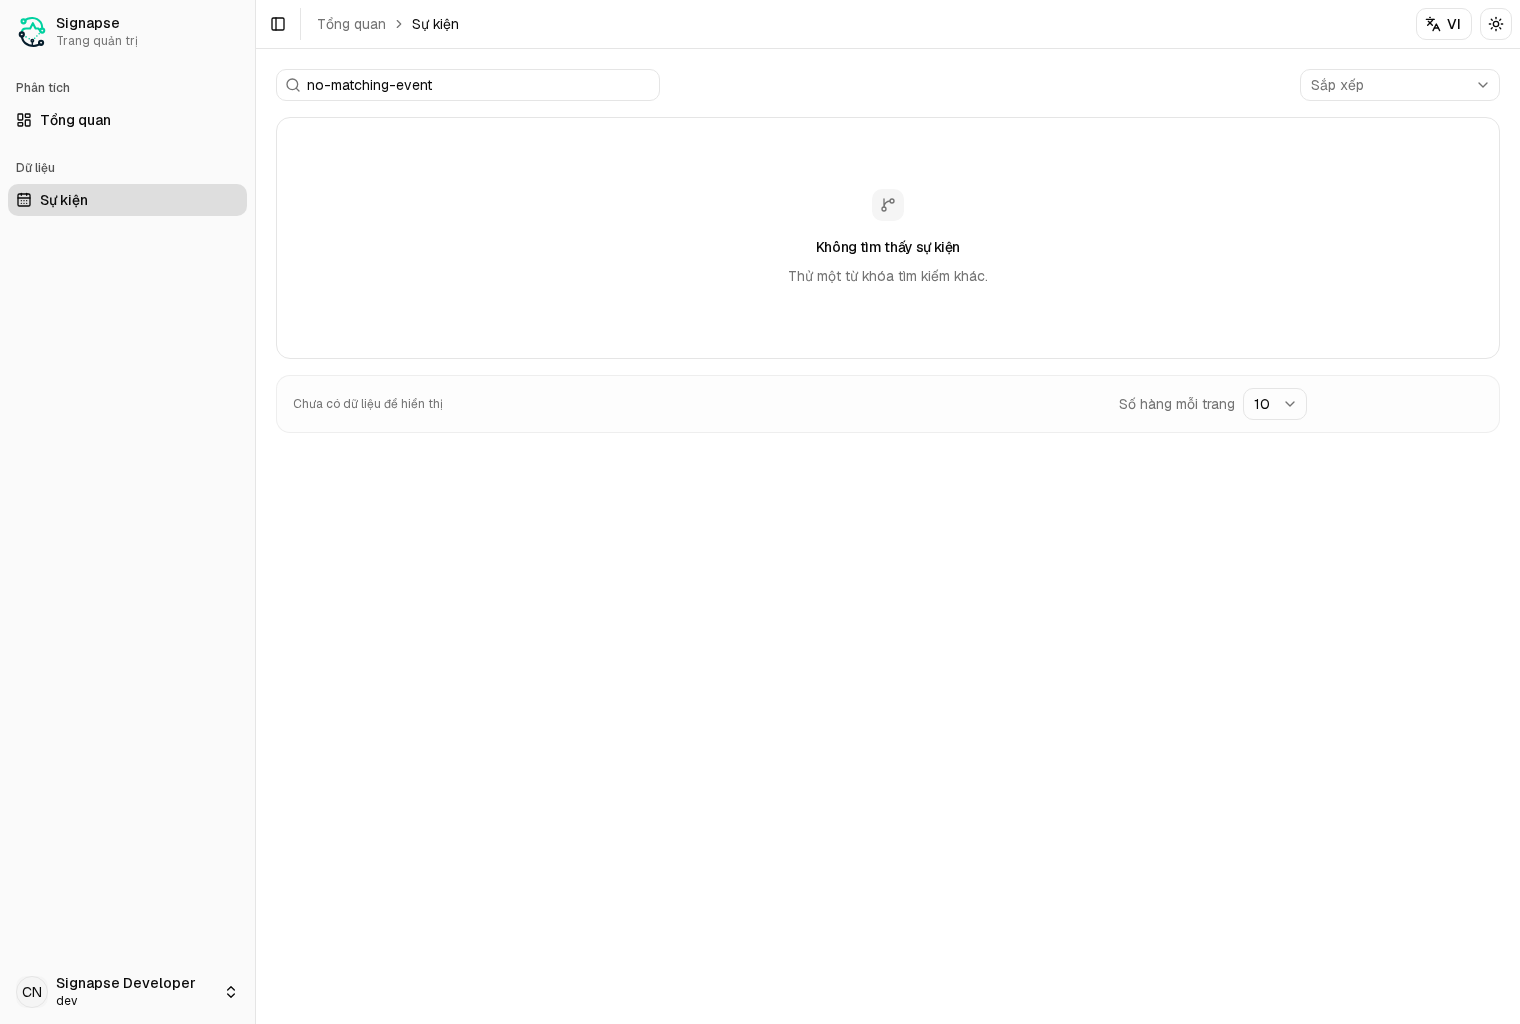 Signapse
Trang quản trị
Phân tích
Tổng quan
Dữ liệu
Sự kiện
Signapse Developer
dev
CN
Tổng quan
Sự kiện
VI
no-matching-event
Sắp xếp
Không tìm thấy sự kiện
Thử một từ khóa tìm kiếm khác.
Chưa có dữ liệu để hiển thị
Số hàng mỗi trang
10